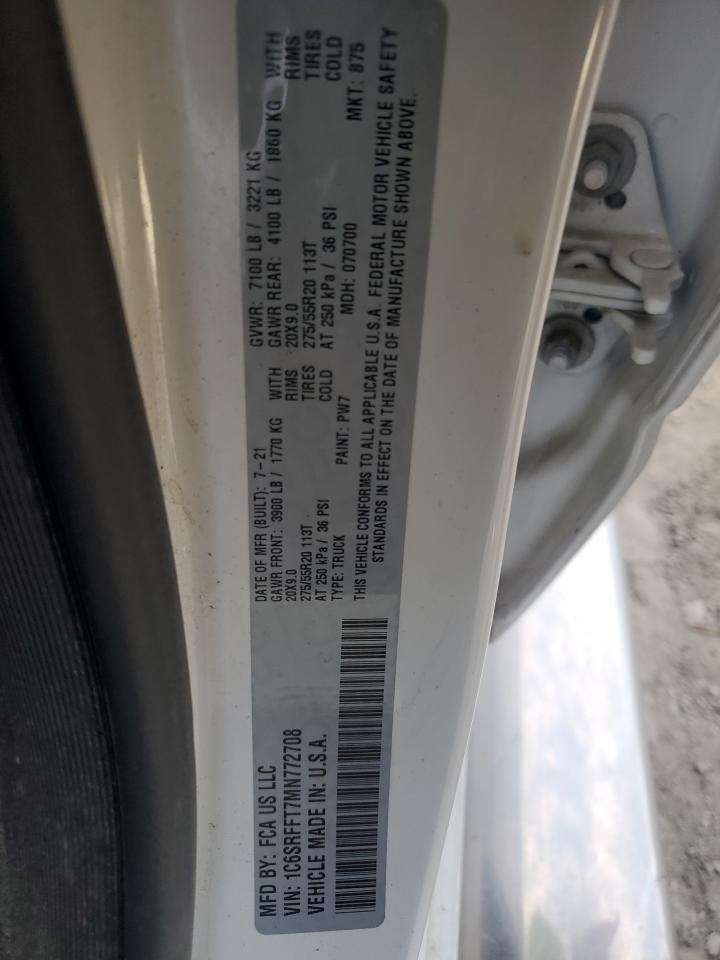 MFD BY: FCA US LLC
VIN: 1C6SRFFT7MN772708
VEHICLE MADE IN: U.S.A.
DATE OF MFR (BUILT): 7-21
GAWR FRONT: 3900 LB / 1770 KG WITH
20X9.0 RIMS
275/55R20 113T TIRES
AT 250 kPa / 36 PSI COLD
TYPE: TRUCK PAINT: PW7
GVWR: 7100 LB / 3221 KG
GAWR REAR: 4100 LB / 1860 KG WITH
20X9.0 RIMS
275/55R20 113T TIRES
AT 250 kPa / 36 PSI COLD
MDH: 070700 MKT: 875
THIS VEHICLE CONFORMS TO ALL APPLICABLE U.S.A. FEDERAL MOTOR VEHICLE SAFETY
STANDARDS IN EFFECT ON THE DATE OF MANUFACTURE SHOWN ABOVE.